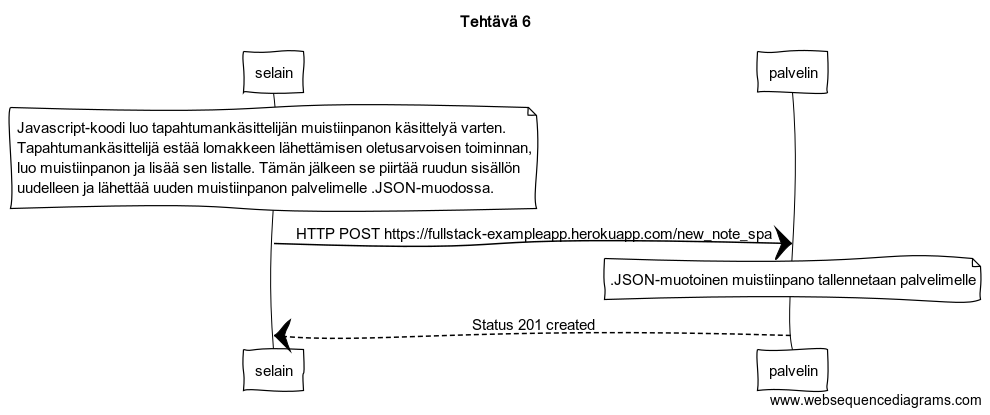 Tehtävä 6
selain
palvelin
Javascript-koodi luo tapahtumankäsittelijän muistiinpanon käsittelyä varten.
Tapahtumankäsittelijä estää lomakkeen lähettämisen oletusarvoisen toiminnan,
luo muistiinpanon ja lisää sen listalle. Tämän jälkeen se piirtää ruudun sisällön
uudelleen ja lähettää uuden muistiinpanon palvelimelle .JSON-muodossa.
HTTP POST https://fullstack-exampleapp.herokuapp.com/new_note_spa
.JSON-muotoinen muistiinpano tallennetaan palvelimelle
Status 201 created
selain
palvelin
www.websequencediagrams.com